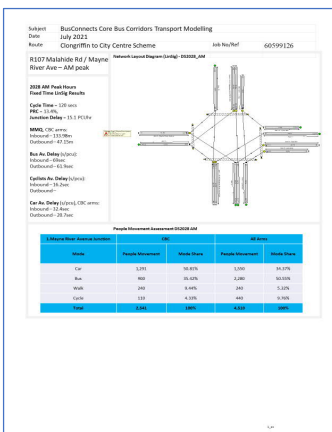 Subject BusConnects Core Bus Corridors Transport Modelling
Date July 2021
Route Clongriffin to City Centre Scheme Job No/Ref 60599126
R107 Malahide Rd / Mayne River Ave – AM peak
Network Layout Diagram (LinSig) - DS2028_AM
2028 AM Peak Hours
Fixed Time LinSig Results
Cycle Time – 120 secs
PRC – 13.4%,
Junction Delay – 15.1 PCUhr
MMQ, CBC arms:
Inbound – 133.98m
Outbound – 47.15m
Bus Av. Delay (s/pcu):
Inbound – 69sec
Outbound – 61.9sec
Cyclists Av. Delay (s/pcu):
Inbound – 16.2sec
Outbound –
Car Av. Delay (s/pcu), CBC arms:
Inbound – 32.4sec
Outbound – 28.7sec
People Movement Assessment DS2028 AM
1.Mayne River Avenue Junction CBC All Arms
Mode People Movement Mode Share People Movement Mode Share
Car 1,291 50.81% 1,550 34.37%
Bus 900 35.42% 2,280 50.55%
Walk 240 9.44% 240 5.32%
Cycle 110 4.33% 440 9.76%
Total 2,541 100% 4,510 100%